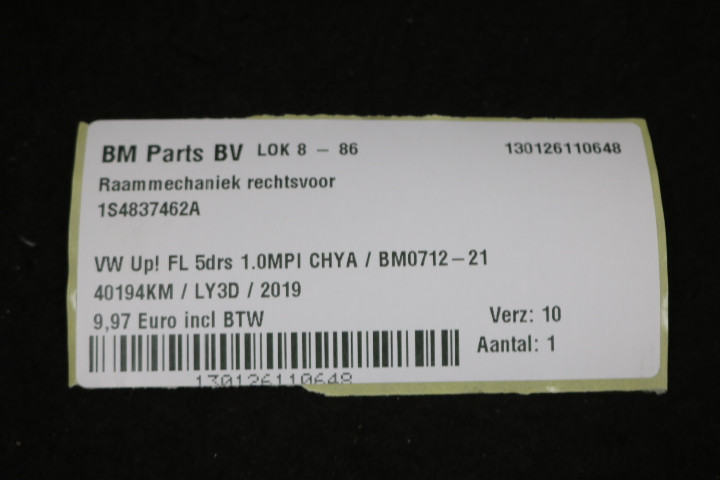 BM Parts BV LOK 8 – 86 130126110648
Raammechaniek rechtsvoor
1S4837462A
VW Up! FL 5drs 1.0MPI CHYA / BM0712–21
40194KM / LY3D / 2019
9,97 Euro incl BTW Verz: 10
Aantal: 1
130126110648